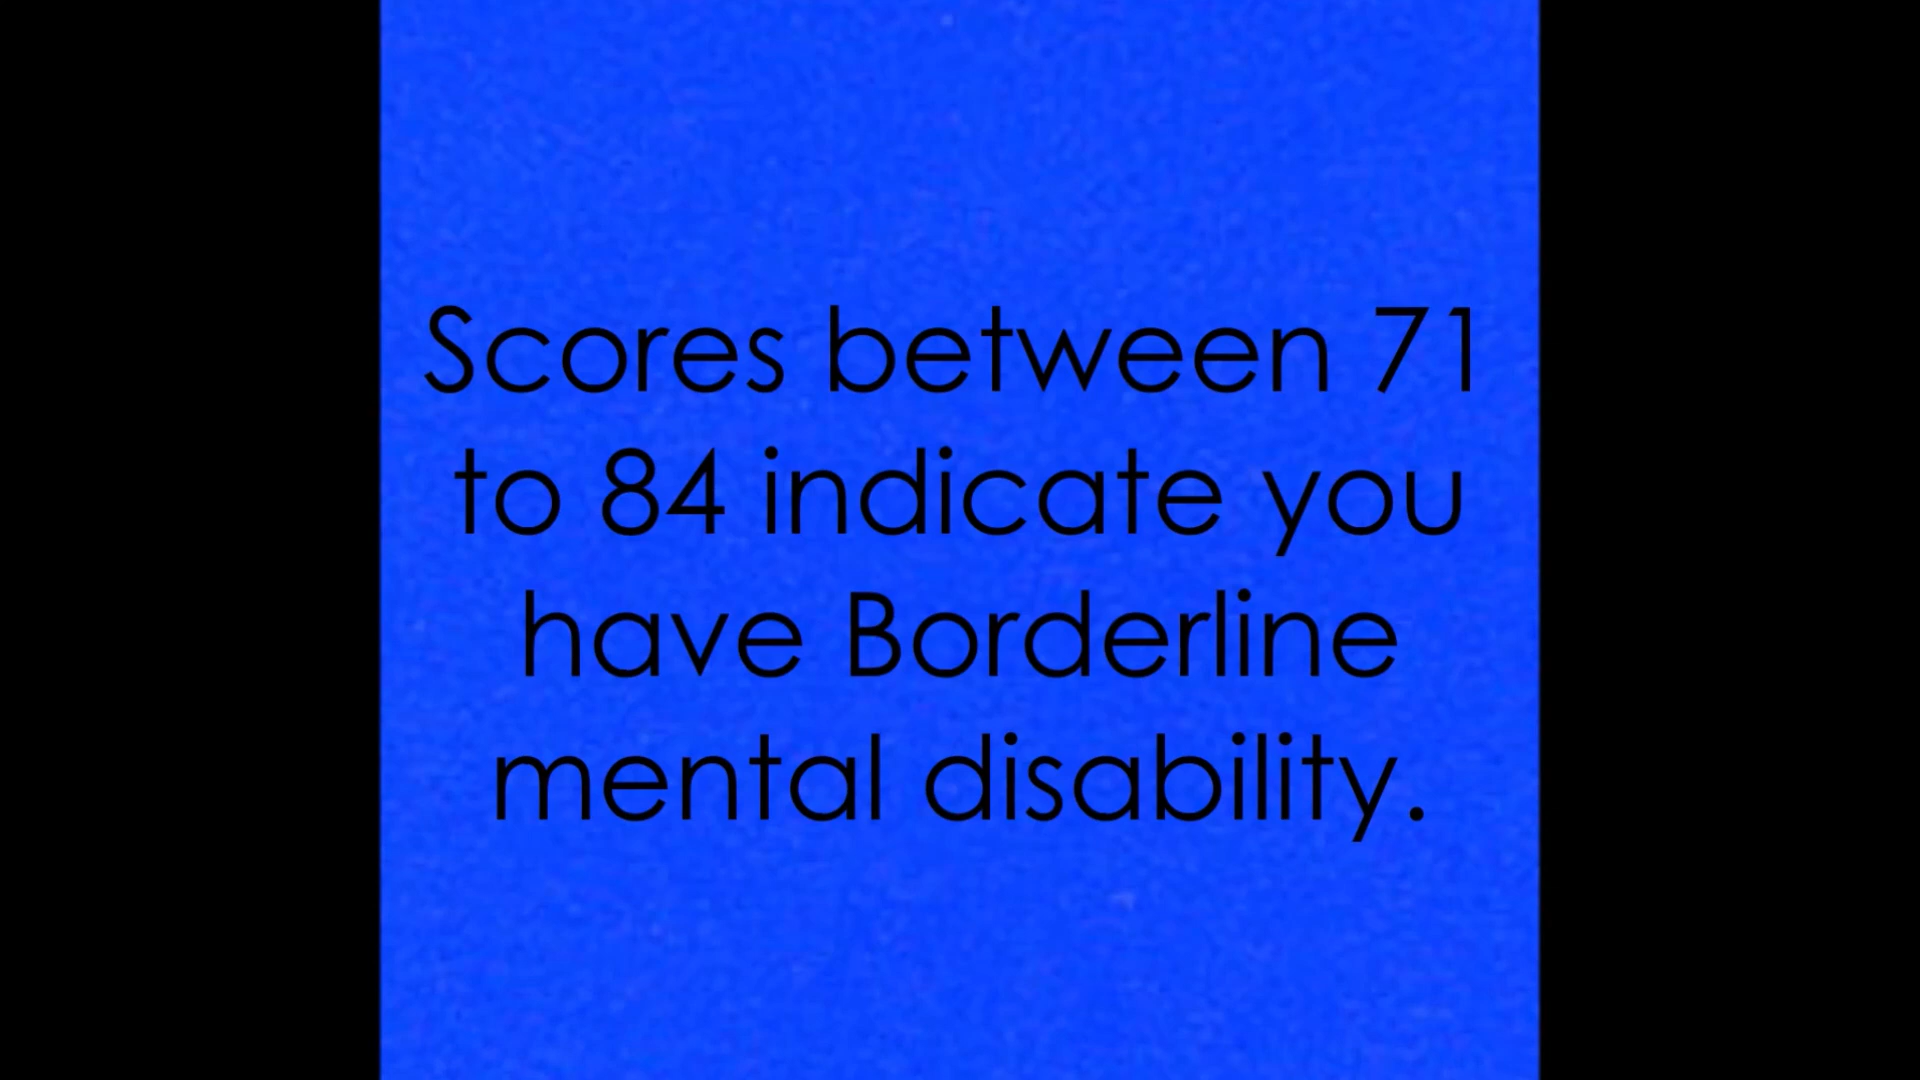 Scores between 71
to 84 indicate you
have Borderline
mental disability.